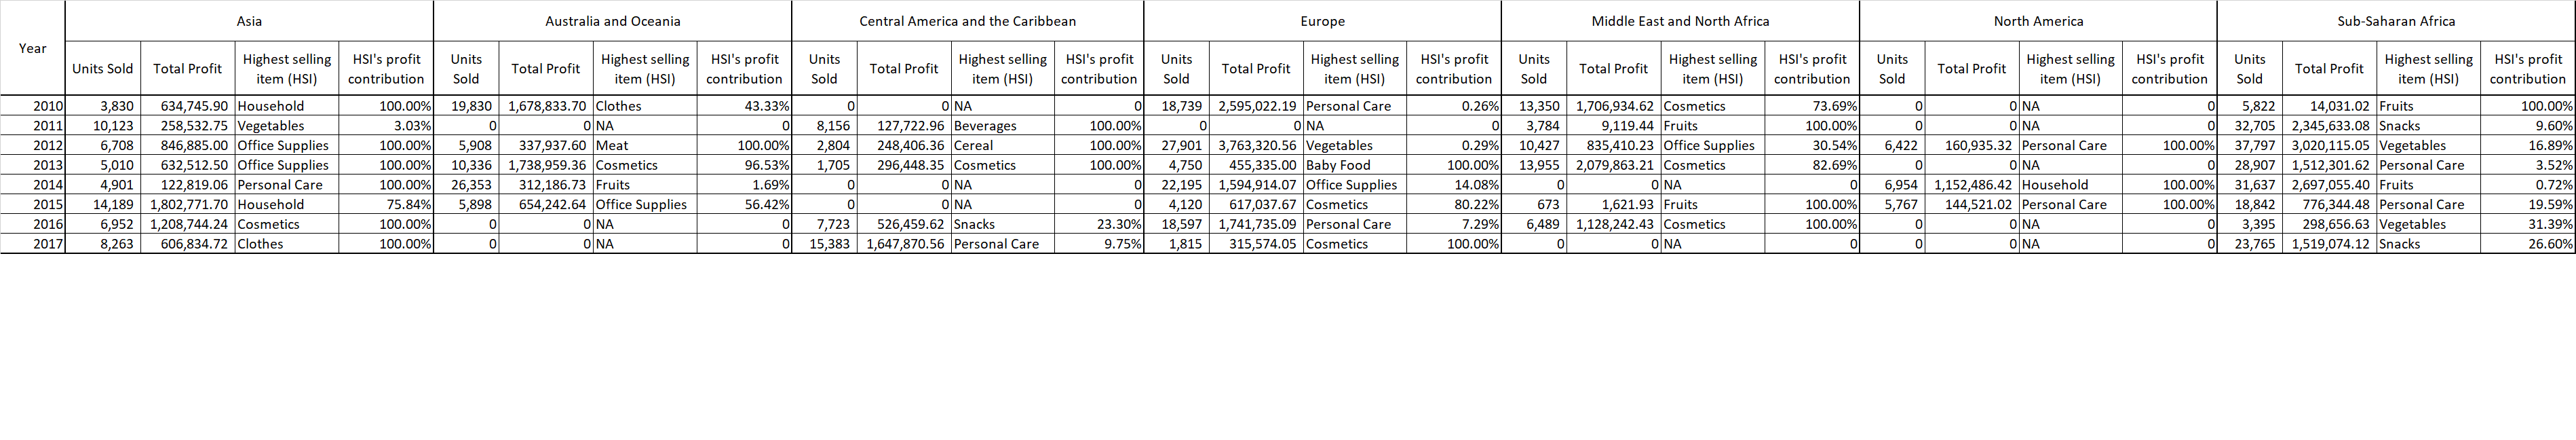 Year Asia Australia and Oceania Central America and the Caribbean Europe Middle East and North Africa North America Sub-Saharan Africa
Units Sold Total Profit Highest selling item (HSI) HSI's profit contribution Units Sold Total Profit Highest selling item (HSI) HSI's profit contribution Units Sold Total Profit Highest selling item (HSI) HSI's profit contribution Units Sold Total Profit Highest selling item (HSI) HSI's profit contribution Units Sold Total Profit Highest selling item (HSI) HSI's profit contribution Units Sold Total Profit Highest selling item (HSI) HSI's profit contribution Units Sold Total Profit Highest selling item (HSI) HSI's profit contribution
2010 3,830 634,745.90 Household 100.00% 19,830 1,678,833.70 Clothes 43.33% 0 0 NA 0 18,739 2,595,022.19 Personal Care 0.26% 13,350 1,706,934.62 Cosmetics 73.69% 0 0 NA 0 5,822 14,031.02 Fruits 100.00%
2011 10,123 258,532.75 Vegetables 3.03% 0 0 NA 0 8,156 127,722.96 Beverages 100.00% 0 0 NA 0 3,784 9,119.44 Fruits 100.00% 0 0 NA 0 32,705 2,345,633.08 Snacks 9.60%
2012 6,708 846,885.00 Office Supplies 100.00% 5,908 337,937.60 Meat 100.00% 2,804 248,406.36 Cereal 100.00% 27,901 3,763,320.56 Vegetables 0.29% 10,427 835,410.23 Office Supplies 30.54% 6,422 160,935.32 Personal Care 100.00% 37,797 3,020,115.05 Vegetables 16.89%
2013 5,010 632,512.50 Office Supplies 100.00% 10,336 1,738,959.36 Cosmetics 96.53% 1,705 296,448.35 Cosmetics 100.00% 4,750 455,335.00 Baby Food 100.00% 13,955 2,079,863.21 Cosmetics 82.69% 0 0 NA 0 28,907 1,512,301.62 Personal Care 3.52%
2014 4,901 122,819.06 Personal Care 100.00% 26,353 312,186.73 Fruits 1.69% 0 0 NA 0 22,195 1,594,914.07 Office Supplies 14.08% 0 0 NA 0 6,954 1,152,486.42 Household 100.00% 31,637 2,697,055.40 Fruits 0.72%
2015 14,189 1,802,771.70 Household 75.84% 5,898 654,242.64 Office Supplies 56.42% 0 0 NA 0 4,120 617,037.67 Cosmetics 80.22% 673 1,621.93 Fruits 100.00% 5,767 144,521.02 Personal Care 100.00% 18,842 776,344.48 Personal Care 19.59%
2016 6,952 1,208,744.24 Cosmetics 100.00% 0 0 NA 0 7,723 526,459.62 Snacks 23.30% 18,597 1,741,735.09 Personal Care 7.29% 6,489 1,128,242.43 Cosmetics 100.00% 0 0 NA 0 3,395 298,656.63 Vegetables 31.39%
2017 8,263 606,834.72 Clothes 100.00% 0 0 NA 0 15,383 1,647,870.56 Personal Care 9.75% 1,815 315,574.05 Cosmetics 100.00% 0 0 NA 0 0 0 NA 0 23,765 1,519,074.12 Snacks 26.60%